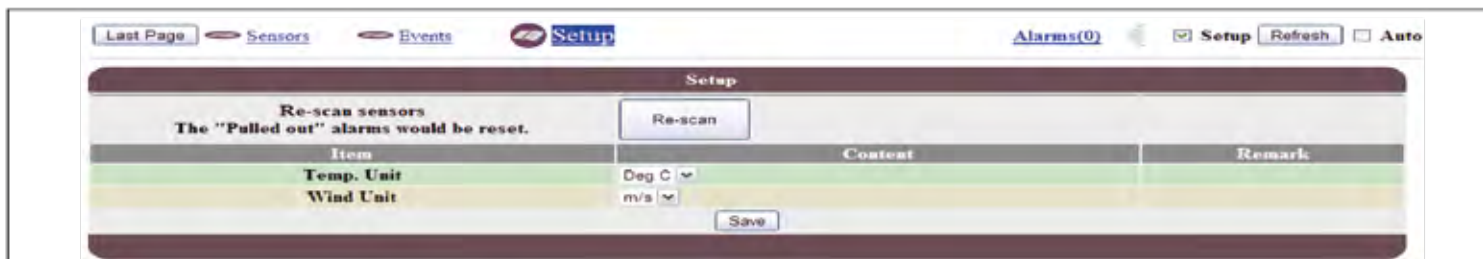 Last Page Sensors Events Setup Alarms(0) Setup Refresh Auto
Setup
Re-scan sensors
The "Pulled out" alarms would be reset.
Re-scan
Item Content Remark
Temp. Unit Deg C
Wind Unit m/s
Save